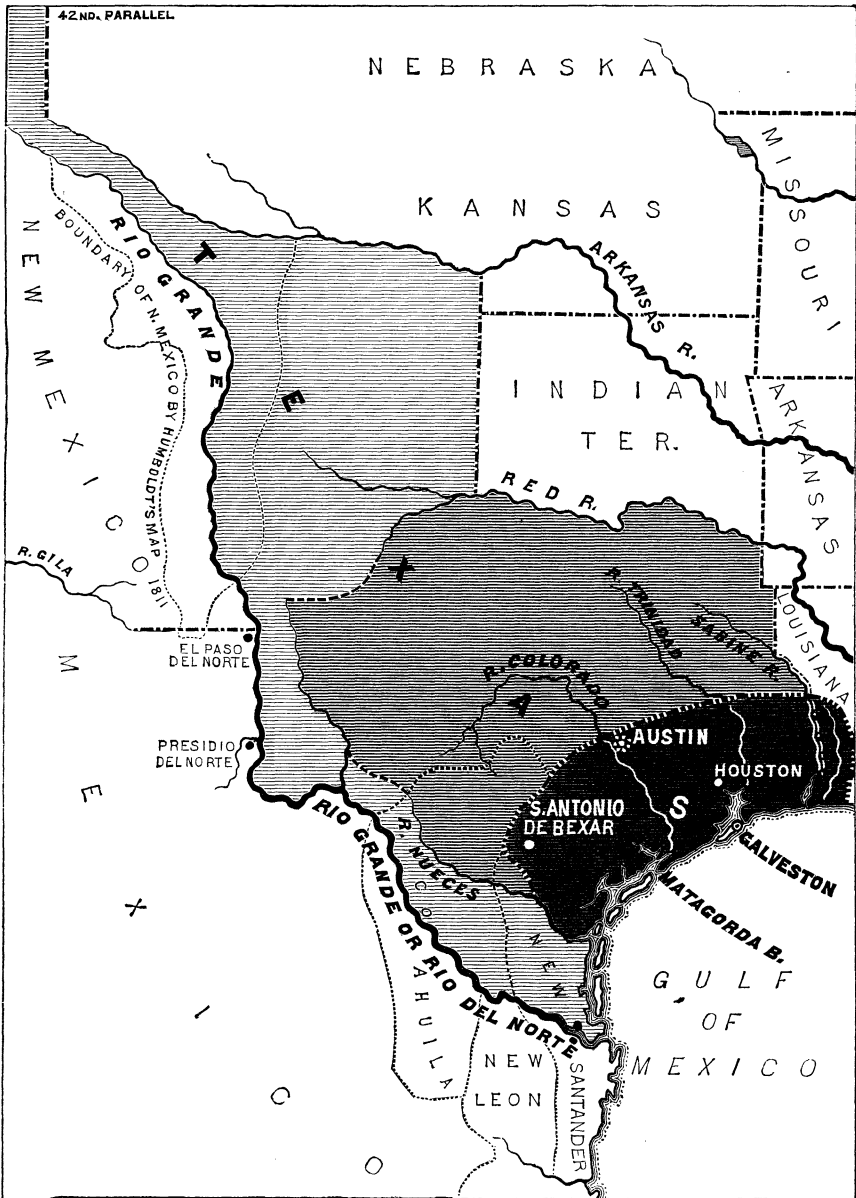 42ND. PARALLEL
NEBRASKA
KANSAS
MISSOURI
ARKANSAS R.
RIO GRANDE
BOUNDARY OF N. MEXICO BY HUMBOLDT'S MAP 1811
NEW MEXICO
INDIAN
TER.
ARKANSAS
RED R.
TEXAS
R. GILA
R. TRINIDAD
SABINE R.
LOUISIANA
EL PASO
DEL NORTE
R. COLORADO
PRESIDIO
DEL NORTE
AUSTIN
HOUSTON
S. ANTONIO
DE BEXAR
GALVESTON
MATAGORDA B.
R. NUECES
RIO GRANDE OR RIO DEL NORTE
COAHUILA
NEW
SANTANDER
NEW
LEON
GULF
OF
MEXICO
MEXICO